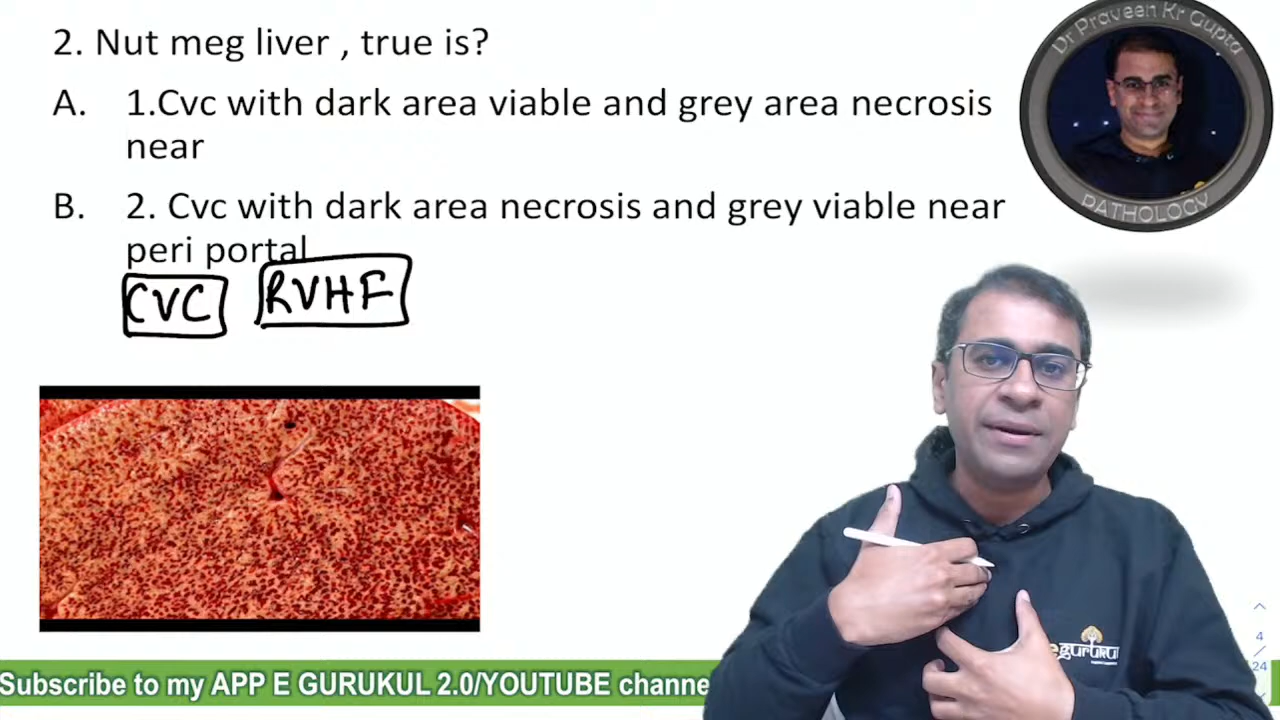 2. Nut meg liver , true is?
A. 1.Cvc with dark area viable and grey area necrosis
near
B. 2. Cvc with dark area necrosis and grey viable near
peri portal
CVC RVHF
Dr Praveen Kr Gupta
PATHOLOGY
egurukul
4
/
24
Subscribe to my APP E GURUKUL 2.0/YOUTUBE channe